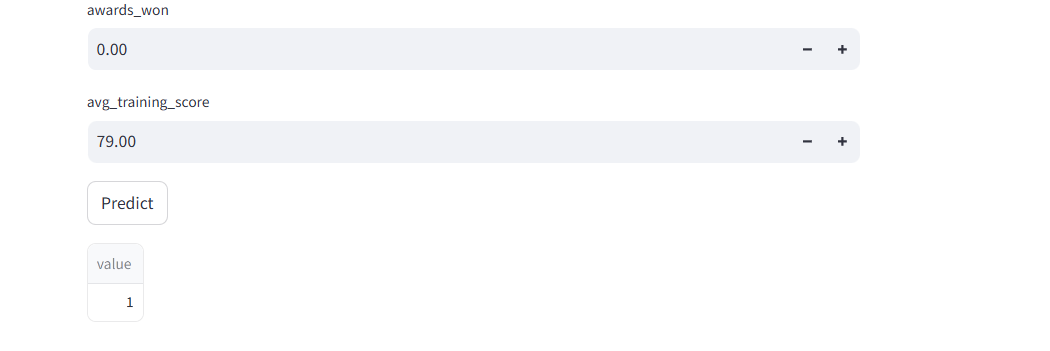 awards_won
0.00
avg_training_score
79.00
Predict
value
1